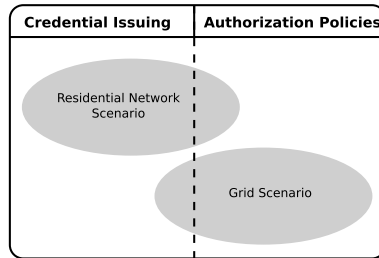 Credential Issuing
Authorization Policies
Residential Network
Scenario
Grid Scenario